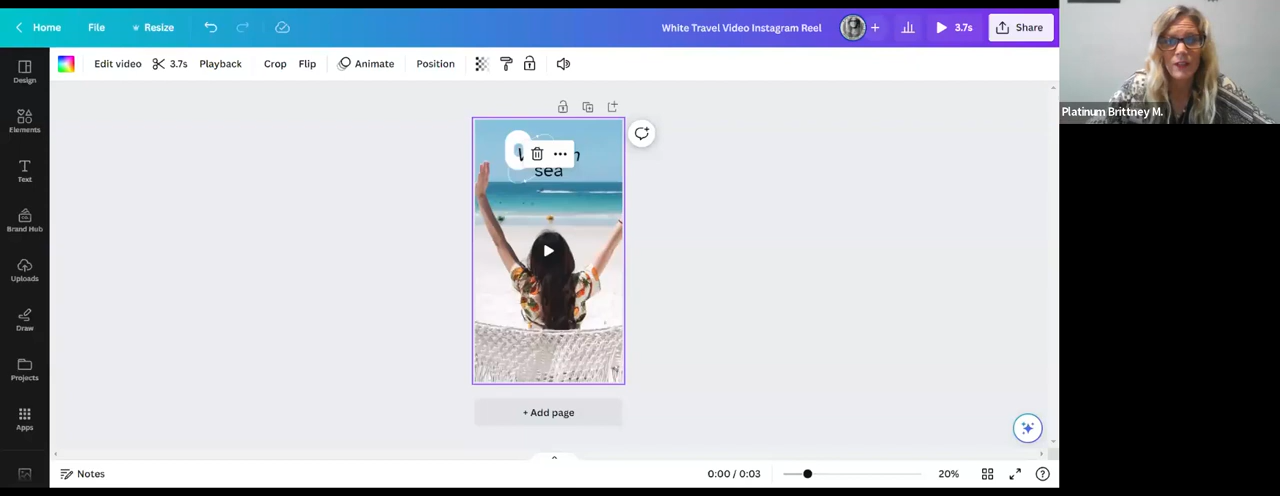 Home File Resize White Travel Video Instagram Reel 3.7s Share
Edit video 3.7s Playback Crop Flip Animate Position
Design
Elements
Text
Brand Hub
Uploads
Draw
Projects
Apps
sea
+ Add page
Notes 0:00 / 0:03 20%
Platinum Brittney M.